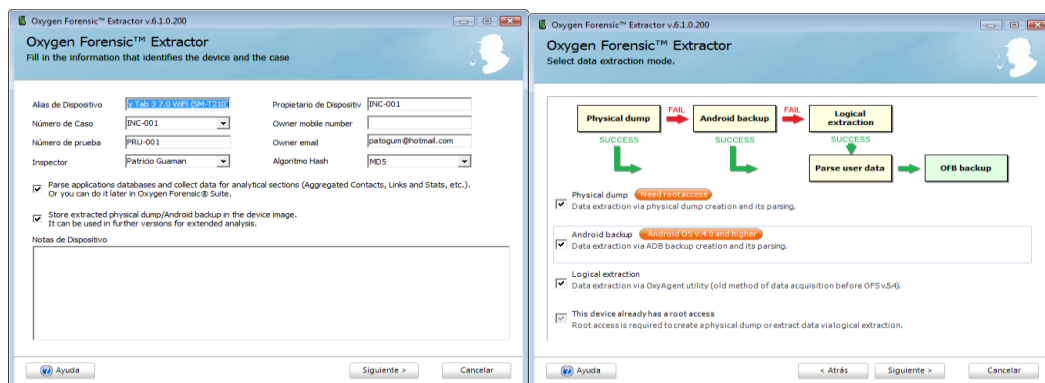 Oxygen Forensic™ Extractor v.6.1.0.200
Oxygen Forensic™ Extractor
Fill in the information that identifies the device and the case
Alias de Dispositivo
y Tab 3 7.0 WiFi (SM-T210
Propietario de Dispositiv
INC-001
Número de Caso
INC-001
Owner mobile number
Número de prueba
PRU-001
Owner email
patogum@hotmail.com
Inspector
Patricio Guaman
Algoritmo Hash
MD5
Parse applications databases and collect data for analytical sections (Aggregated Contacts, Links and Stats, etc.).
Or you can do it later in Oxygen Forensic® Suite.
Store extracted physical dump/Android backup in the device image.
It can be used in further versions for extended analysis.
Notas de Dispositivo
Ayuda
Siguiente >
Cancelar
Oxygen Forensic™ Extractor v.6.1.0.200
Oxygen Forensic™ Extractor
Select data extraction mode.
Physical dump
FAIL
Android backup
FAIL
Logical extraction
SUCCESS
SUCCESS
SUCCESS
Parse user data
OFB backup
Physical dump
Need root access
Data extraction via physical dump creation and its parsing.
Android backup
Android OS v.4.0 and higher
Data extraction via ADB backup creation and its parsing.
Logical extraction
Data extraction via OxyAgent utility (old method of data acquisition before OFS v.5.4).
This device already has a root access
Root access is required to create a physical dump or extract data via logical extraction.
Ayuda
< Atrás
Siguiente >
Cancelar